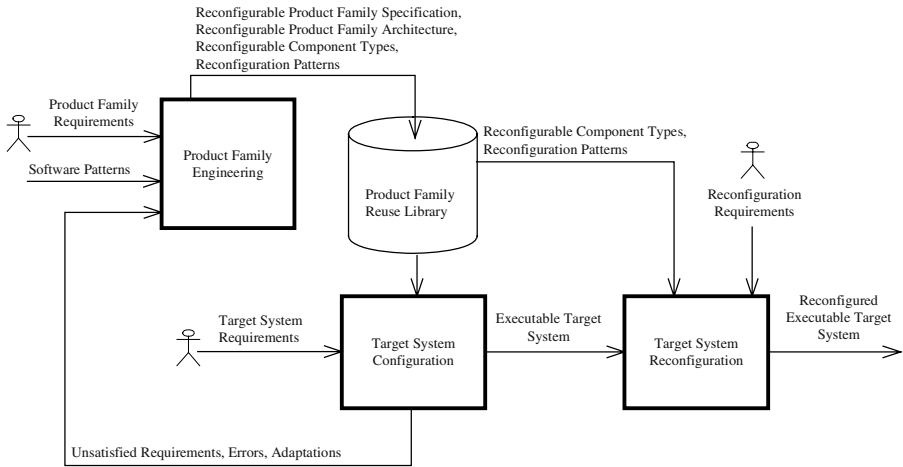 Reconfigurable Product Family Specification,
Reconfigurable Product Family Architecture,
Reconfigurable Component Types,
Reconfiguration Patterns
Product Family
Requirements
Software Patterns
Product Family
Engineering
Product Family
Reuse Library
Reconfigurable Component Types,
Reconfiguration Patterns
Reconfiguration
Requirements
Target System
Requirements
Target System
Configuration
Executable Target
System
Target System
Reconfiguration
Reconfigured
Executable Target
System
Unsatisfied Requirements, Errors, Adaptations